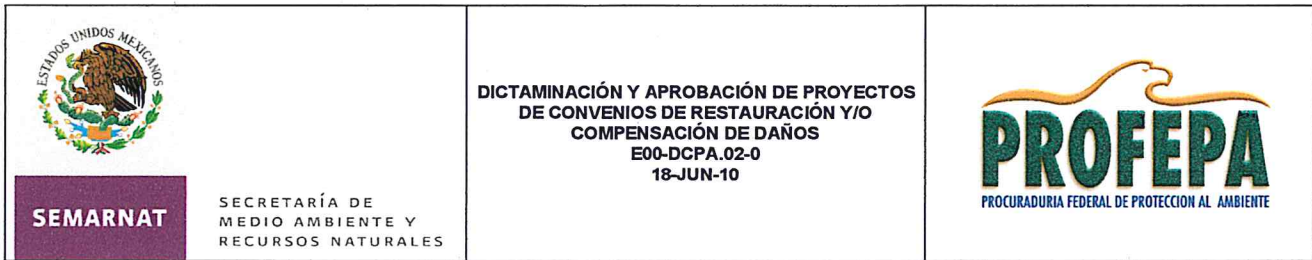 ESTADOS UNIDOS MEXICANOS
SEMARNAT
SECRETARÍA DE
MEDIO AMBIENTE Y
RECURSOS NATURALES
DICTAMINACIÓN Y APROBACIÓN DE PROYECTOS
DE CONVENIOS DE RESTAURACIÓN Y/O
COMPENSACIÓN DE DAÑOS
E00-DCPA.02-0
18-JUN-10
PROFEPA
PROCURADURIA FEDERAL DE PROTECCION AL AMBIENTE